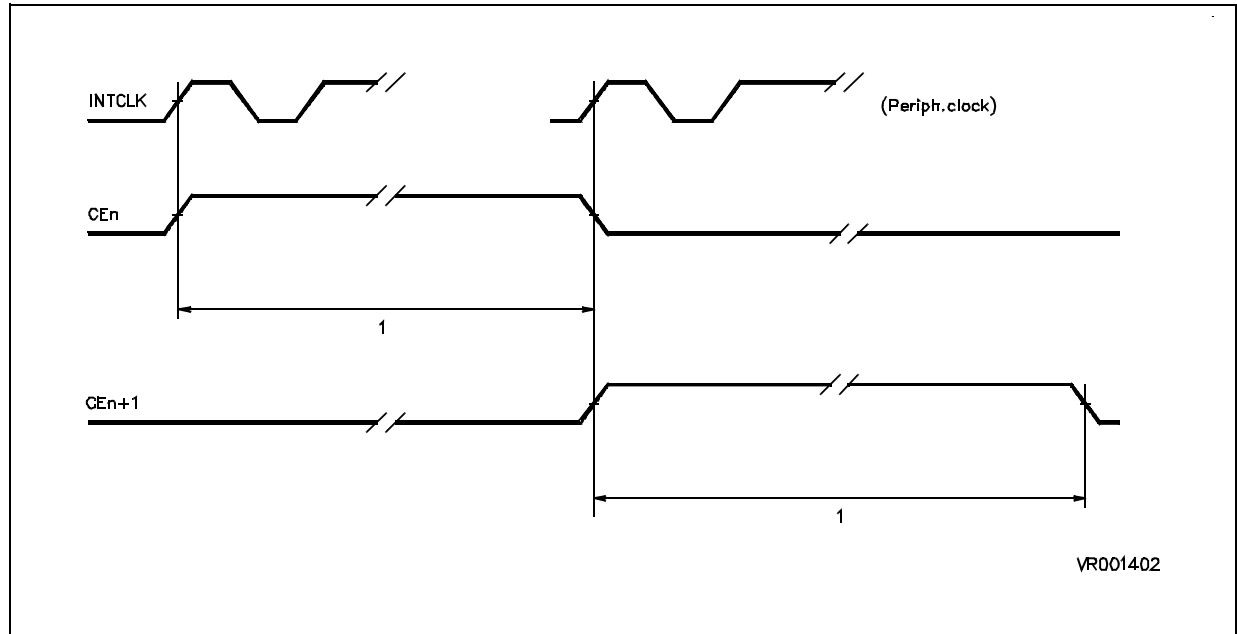 INTCLK
(Periph.clock)
CEn
1
CEn+1
1
VR001402